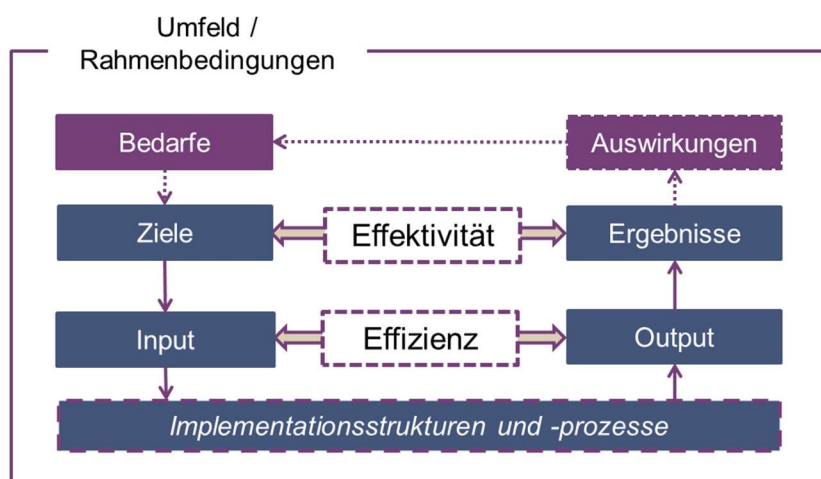 Umfeld /
Rahmenbedingungen
Bedarfe
Auswirkungen
Ziele
Effektivität
Ergebnisse
Input
Effizienz
Output
Implementationsstrukturen und -prozesse